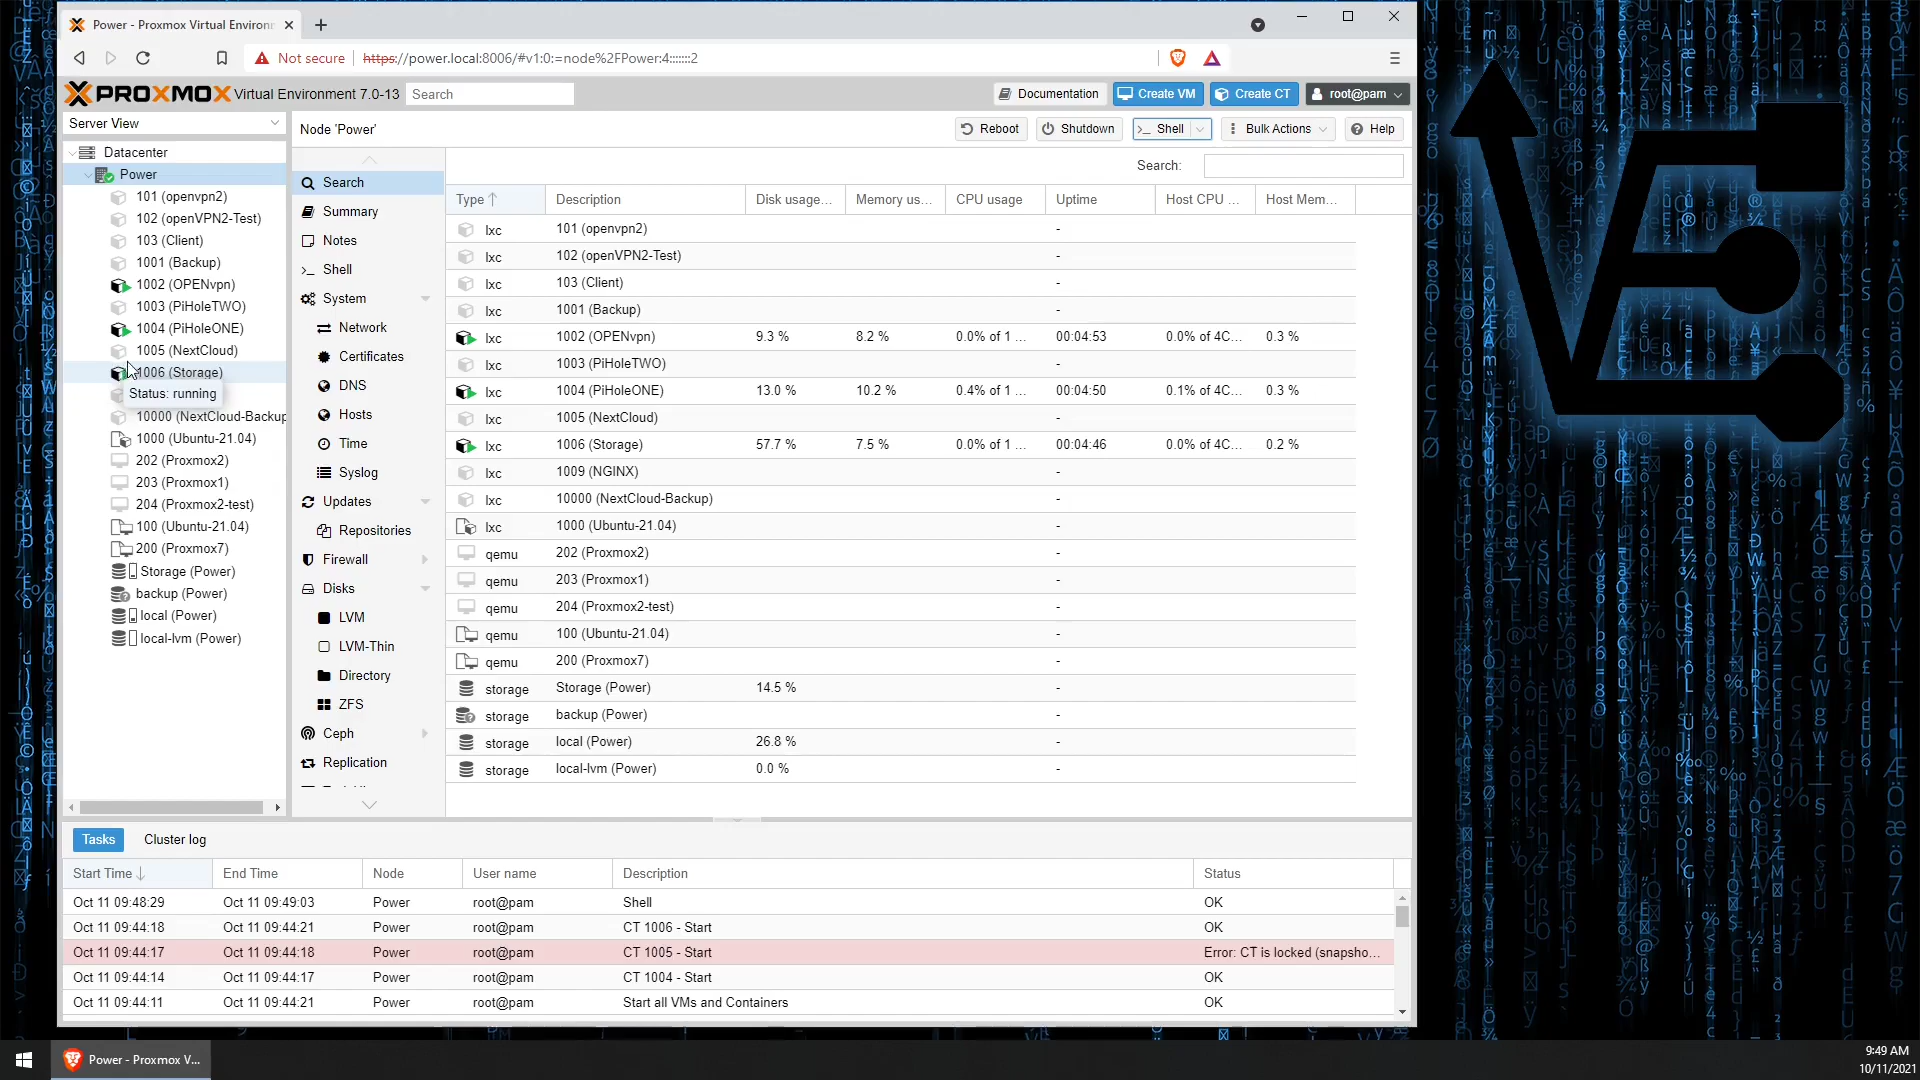 Power - Proxmox Virtual Environ
Not secure
https://power.local:8006/#v1:0:=node%2FPower:4:::::::2
PROXMOX Virtual Environment 7.0-13
Search
Documentation
Create VM
Create CT
root@pam
Server View
Node 'Power'
Reboot
Shutdown
Shell
Bulk Actions
Help
Datacenter
Power
101 (openvpn2)
102 (openVPN2-Test)
103 (Client)
1001 (Backup)
1002 (OPENvpn)
1003 (PiHoleTWO)
1004 (PiHoleONE)
1005 (NextCloud)
1006 (Storage)
Status: running
10000 (NextCloud-Backup
1000 (Ubuntu-21.04)
202 (Proxmox2)
203 (Proxmox1)
204 (Proxmox2-test)
100 (Ubuntu-21.04)
200 (Proxmox7)
Storage (Power)
backup (Power)
local (Power)
local-lvm (Power)
Search
Summary
Notes
Shell
System
Network
Certificates
DNS
Hosts
Time
Syslog
Updates
Repositories
Firewall
Disks
LVM
LVM-Thin
Directory
ZFS
Ceph
Replication
Search:
Type Description Disk usage... Memory us... CPU usage Uptime Host CPU ... Host Mem...
lxc 101 (openvpn2) -
lxc 102 (openVPN2-Test) -
lxc 103 (Client) -
lxc 1001 (Backup) -
lxc 1002 (OPENvpn) 9.3 % 8.2 % 0.0% of 1 ... 00:04:53 0.0% of 4C... 0.3 %
lxc 1003 (PiHoleTWO) -
lxc 1004 (PiHoleONE) 13.0 % 10.2 % 0.4% of 1 ... 00:04:50 0.1% of 4C... 0.3 %
lxc 1005 (NextCloud) -
lxc 1006 (Storage) 57.7 % 7.5 % 0.0% of 1 ... 00:04:46 0.0% of 4C... 0.2 %
lxc 1009 (NGINX) -
lxc 10000 (NextCloud-Backup) -
lxc 1000 (Ubuntu-21.04) -
qemu 202 (Proxmox2) -
qemu 203 (Proxmox1) -
qemu 204 (Proxmox2-test) -
qemu 100 (Ubuntu-21.04) -
qemu 200 (Proxmox7) -
storage Storage (Power) 14.5 % -
storage backup (Power) -
storage local (Power) 26.8 % -
storage local-lvm (Power) 0.0 % -
Tasks
Cluster log
Start Time End Time Node User name Description Status
Oct 11 09:48:29 Oct 11 09:49:03 Power root@pam Shell OK
Oct 11 09:44:18 Oct 11 09:44:21 Power root@pam CT 1006 - Start OK
Oct 11 09:44:17 Oct 11 09:44:18 Power root@pam CT 1005 - Start Error: CT is locked (snapsho...
Oct 11 09:44:14 Oct 11 09:44:17 Power root@pam CT 1004 - Start OK
Oct 11 09:44:11 Oct 11 09:44:21 Power root@pam Start all VMs and Containers OK
Power - Proxmox V...
9:49 AM
10/11/2021